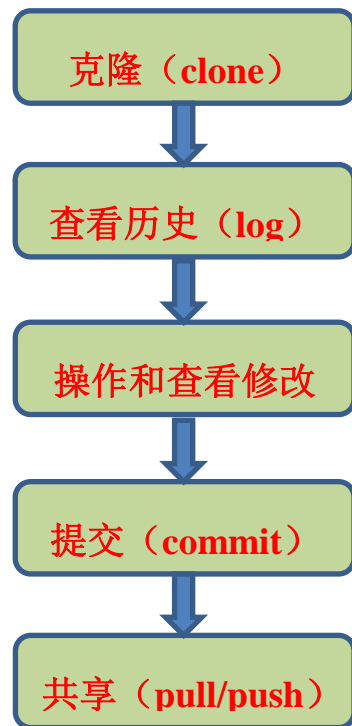 克隆（clone）
查看历史（log）
操作和查看修改
提交（commit）
共享（pull/push）